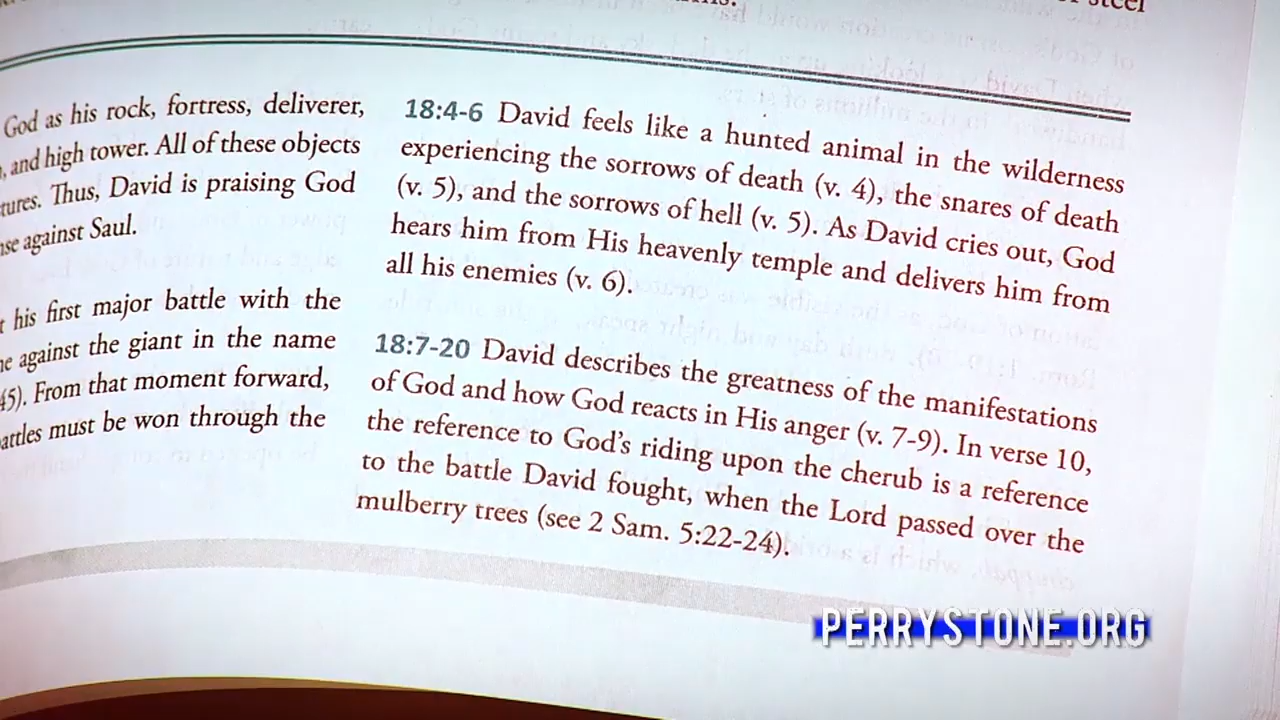 steel
God as his rock, fortress, deliverer,
and high tower. All of these objects
Thus, David is praising God
against Saul.
his first major battle with the
against the giant in the name
45). From that moment forward,
must be won through the
18:4-6 David feels like a hunted animal in the wilderness
experiencing the sorrows of death (v. 4), the snares of death
(v. 5), and the sorrows of hell (v. 5). As David cries out, God
hears him from His heavenly temple and delivers him from
all his enemies (v. 6).
18:7-20 David describes the greatness of the manifestations
of God and how God reacts in His anger (v. 7-9). In verse 10,
the reference to God's riding upon the cherub is a reference
to the battle David fought, when the Lord passed over the
mulberry trees (see 2 Sam. 5:22-24).
PERRYSTONE.ORG